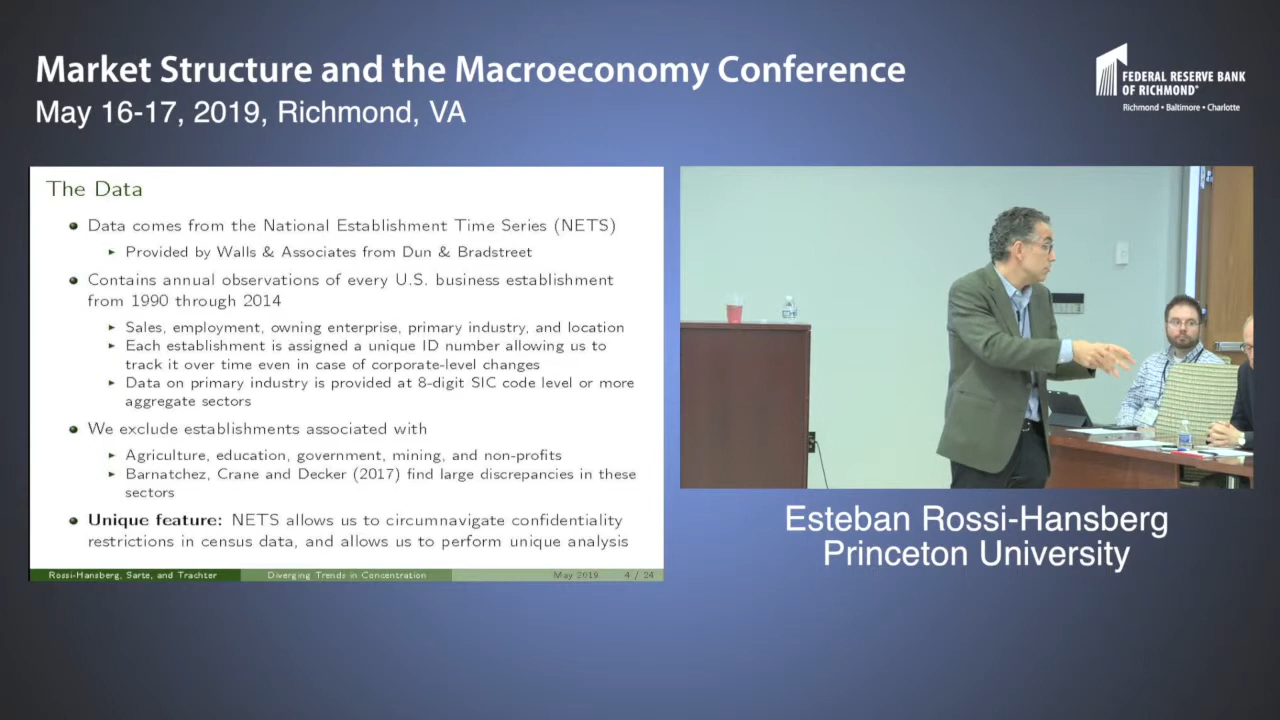 Market Structure and the Macroeconomy Conference
May 16-17, 2019, Richmond, VA
FEDERAL RESERVE BANK
OF RICHMOND®
Richmond • Baltimore • Charlotte
The Data
Data comes from the National Establishment Time Series (NETS)
Provided by Walls & Associates from Dun & Bradstreet
Contains annual observations of every U.S. business establishment
from 1990 through 2014
Sales, employment, owning enterprise, primary industry, and location
Each establishment is assigned a unique ID number allowing us to
track it over time even in case of corporate-level changes
Data on primary industry is provided at 8-digit SIC code level or more
aggregate sectors
We exclude establishments associated with
Agriculture, education, government, mining, and non-profits
Barnatchez, Crane and Decker (2017) find large discrepancies in these
sectors
Unique feature: NETS allows us to circumnavigate confidentiality
restrictions in census data, and allows us to perform unique analysis
Rossi-Hansberg, Sarte, and Trachter Diverging Trends in Concentration May 2019 4 / 24
Esteban Rossi-Hansberg
Princeton University